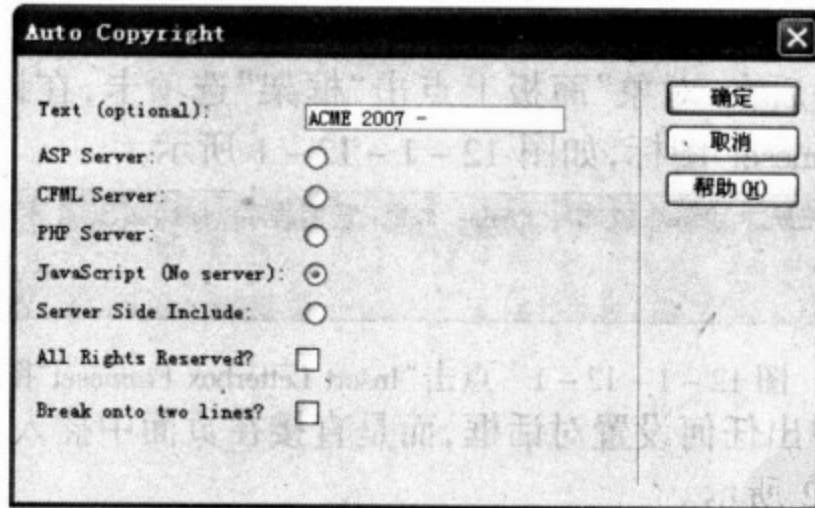 Auto Copyright
Text (optional): ACME 2007 -
确定
ASP Server:
取消
CFML Server:
帮助(H)
PHP Server:
JavaScript (No server):
Server Side Include:
All Rights Reserved?
Break onto two lines?